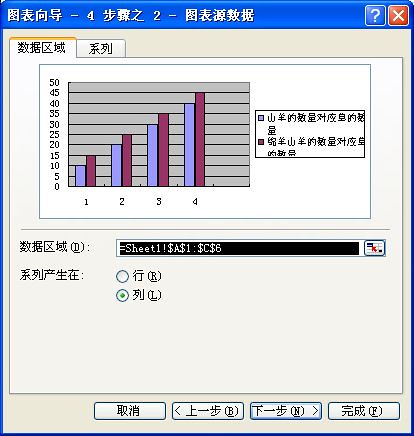 图表向导 - 4 步骤之 2 - 图表源数据
数据区域
系列
50
45
40
35
30
25
20
15
10
5
0
1
2
3
4
山羊的数量对应岛的数
量
绵羊山羊的数量对应岛
的数量
数据区域(D):
=Sheet1!$A$1:$C$6
系列产生在:
行(R)
列(L)
取消
< 上一步(B)
下一步(N) >
完成(F)